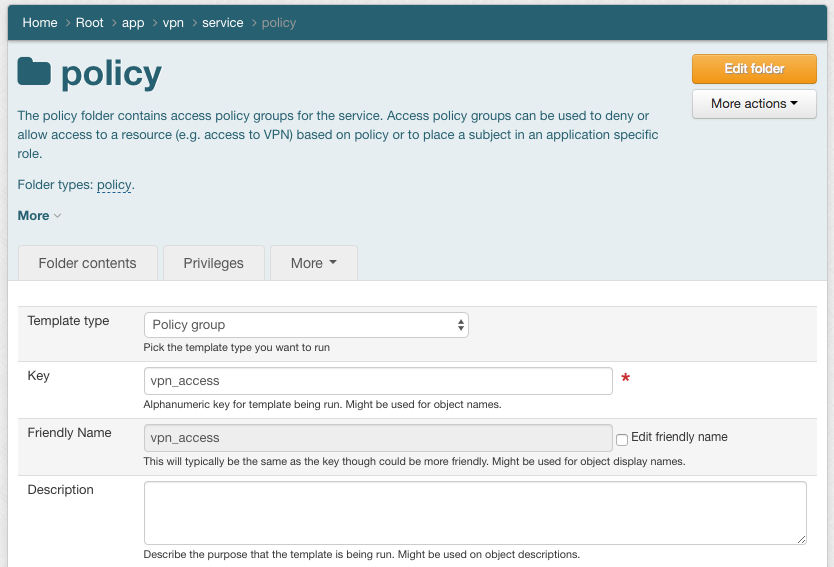 Home > Root > app > vpn > service > policy
policy
Edit folder
More actions
The policy folder contains access policy groups for the service. Access policy groups can be used to deny or
allow access to a resource (e.g. access to VPN) based on policy or to place a subject in an application specific
role.
Folder types: policy.
More
Folder contents
Privileges
More
Template type
Policy group
Pick the template type you want to run
Key
vpn_access
*
Alphanumeric key for template being run. Might be used for object names.
Friendly Name
vpn_access
Edit friendly name
This will typically be the same as the key though could be more friendly. Might be used for object display names.
Description
Describe the purpose that the template is being run. Might be used on object descriptions.